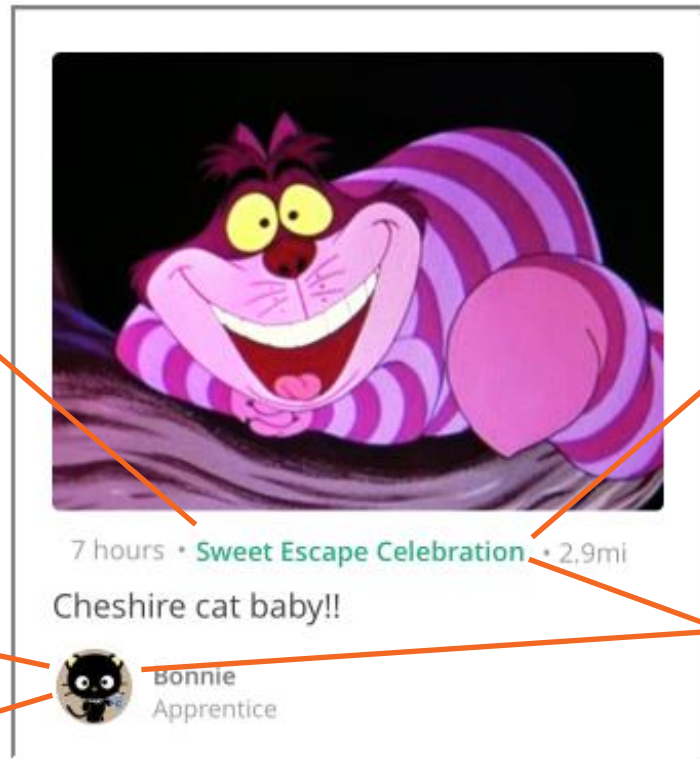 7 hours • Sweet Escape Celebration • 2.9mi
Cheshire cat baby!!
Bonnie
Apprentice